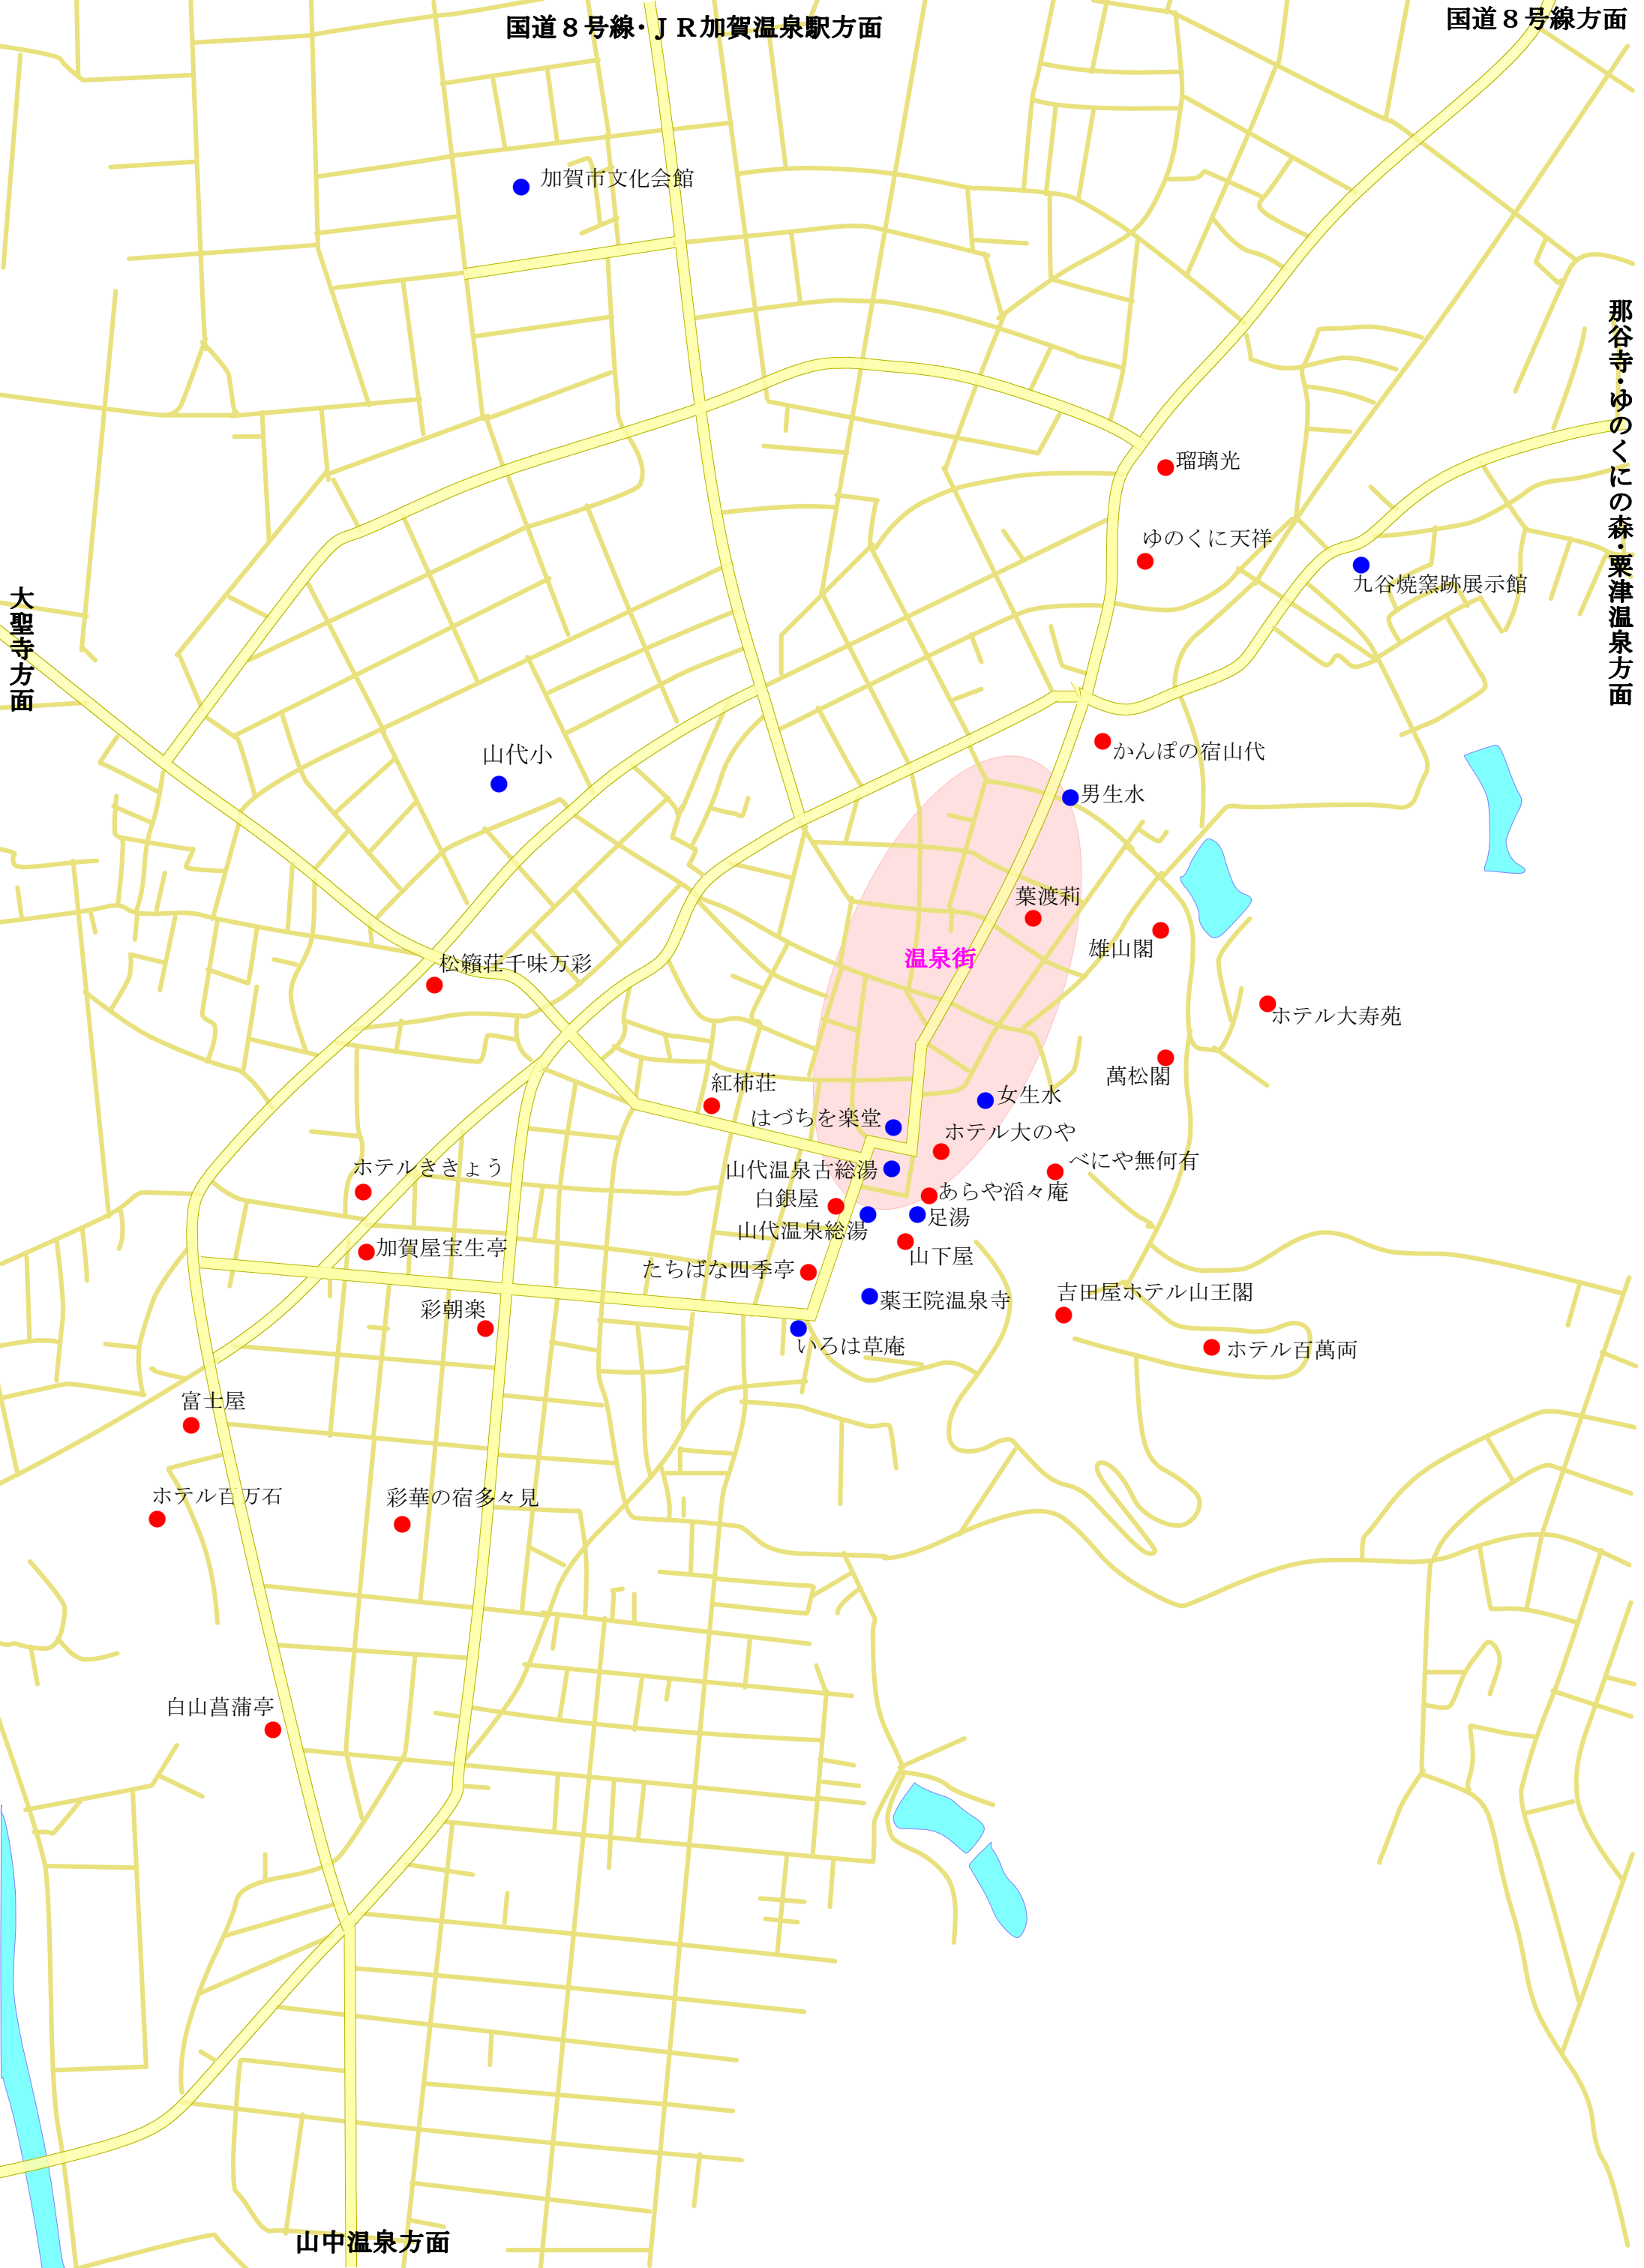 国道８号線方面
国道８号線・ＪＲ加賀温泉駅方面
加賀市文化会館
那谷寺・ゆのくにの森・粟津温泉方面
瑠璃光
ゆのくに天祥
九谷焼窯跡展示館
大聖寺方面
山代小
かんぽの宿山代
男生水
葉渡莉
雄山閣
温泉街
松籟荘千味万彩
ホテル大寿苑
萬松閣
紅柿荘
女生水
はづちを楽堂
ホテル大のや
べにや無何有
ホテルききょう
山代温泉古総湯
あらや滔々庵
白銀屋
足湯
山代温泉総湯
加賀屋宝生亭
山下屋
たちばな四季亭
吉田屋ホテル山王閣
薬王院温泉寺
彩朝楽
いろは草庵
ホテル百萬両
富士屋
ホテル百万石
彩華の宿多々見
白山菖蒲亭
山中温泉方面